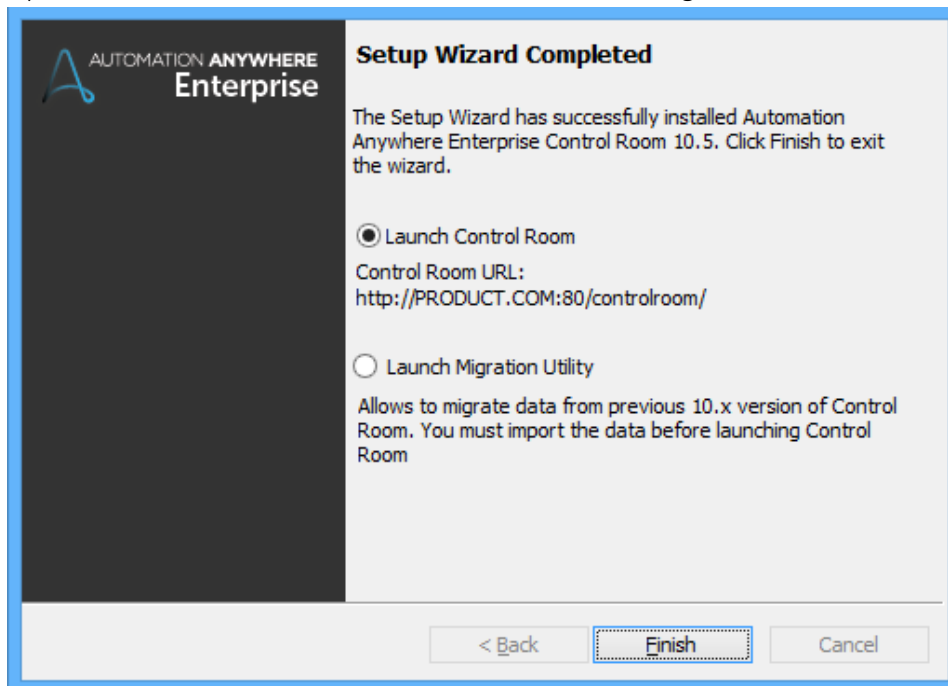 AUTOMATION ANYWHERE
Enterprise
Setup Wizard Completed
The Setup Wizard has successfully installed Automation
Anywhere Enterprise Control Room 10.5. Click Finish to exit
the wizard.
Launch Control Room
Control Room URL:
http://PRODUCT.COM:80/controlroom/
Launch Migration Utility
Allows to migrate data from previous 10.x version of Control
Room. You must import the data before launching Control
Room
< Back
Finish
Cancel